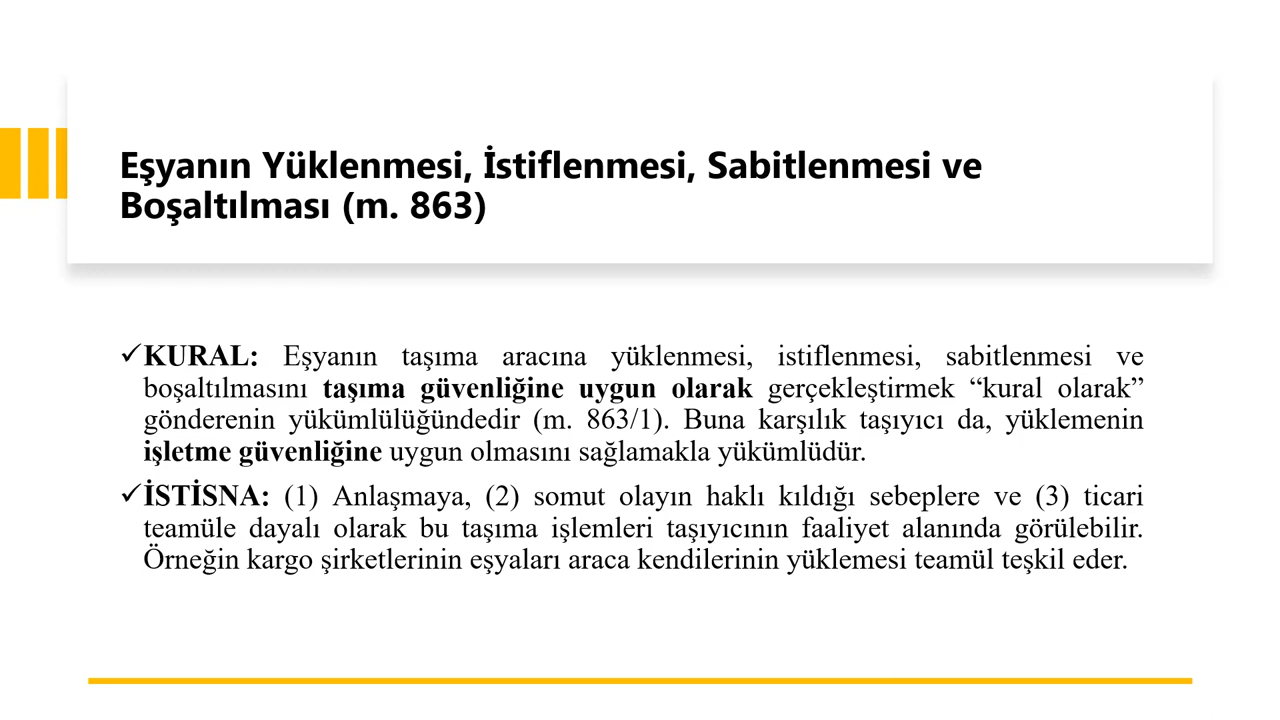 Eşyanın Yüklenmesi, İstiflenmesi, Sabitlenmesi ve
Boşaltılması (m. 863)
✓KURAL: Eşyanın taşıma aracına yüklenmesi, istiflenmesi, sabitlenmesi ve
boşaltılmasını taşıma güvenliğine uygun olarak gerçekleştirmek “kural olarak”
gönderenin yükümlülüğündedir (m. 863/1). Buna karşılık taşıyıcı da, yüklemenin
işletme güvenliğine uygun olmasını sağlamakla yükümlüdür.
✓İSTİSNA: (1) Anlaşmaya, (2) somut olayın haklı kıldığı sebeplere ve (3) ticari
teamüle dayalı olarak bu taşıma işlemleri taşıyıcının faaliyet alanında görülebilir.
Örneğin kargo şirketlerinin eşyaları araca kendilerinin yüklemesi teamül teşkil eder.